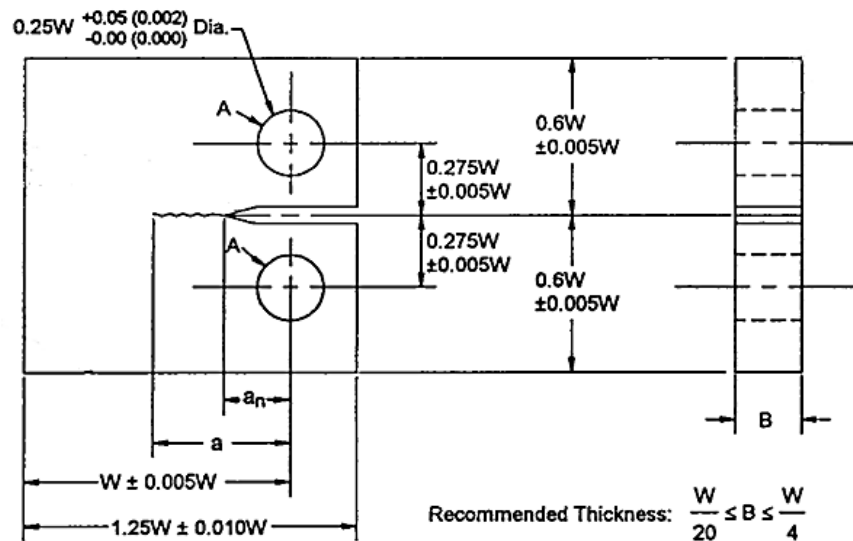 0.25W +0.05 (0.002) Dia.
-0.00 (0.000)
A
0.6W
±0.005W
0.275W
±0.005W
A
0.275W
±0.005W
0.6W
±0.005W
an
a
B
W ± 0.005W
1.25W ± 0.010W
Recommended Thickness: W/20 ≤ B ≤ W/4